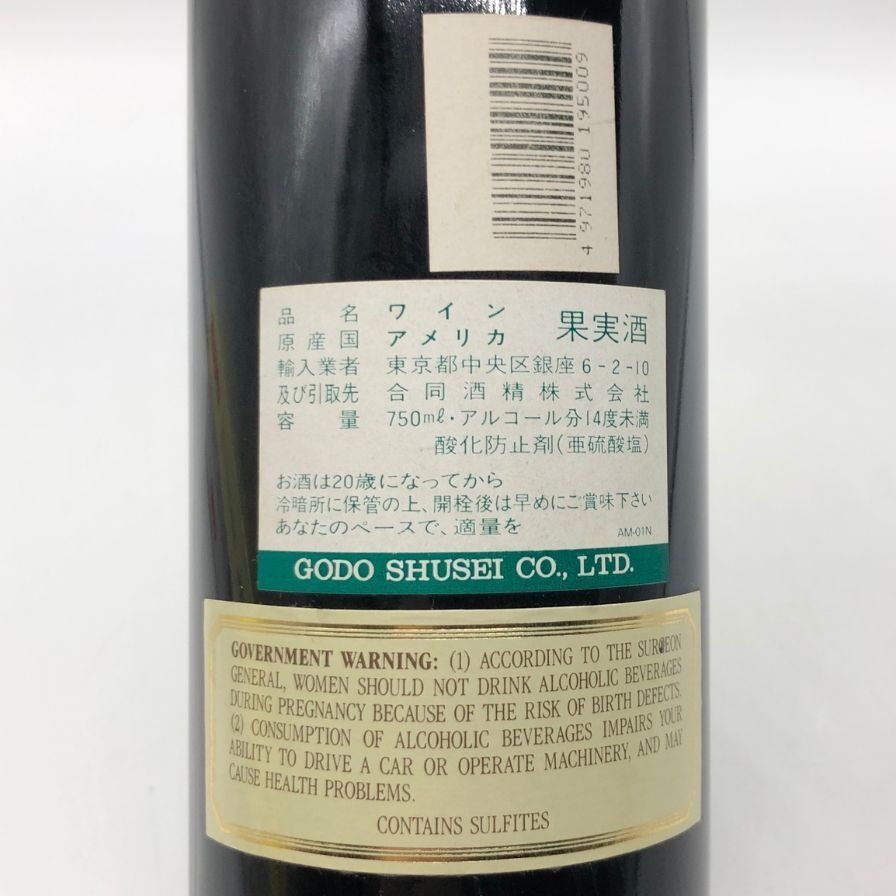 4 971980 195009
品名 ワイン 果実酒
原産国 アメリカ
輸入業者 東京都中央区銀座6-2-10
及び引取先 合同酒精株式会社
容量 750mℓ・アルコール分14度未満
酸化防止剤(亜硫酸塩)
お酒は20歳になってから
冷暗所に保管の上、開栓後は早めにご賞味下さい
あなたのペースで、適量を AM-01N
GODO SHUSEI CO., LTD.
GOVERNMENT WARNING: (1) ACCORDING TO THE SURGEON
GENERAL, WOMEN SHOULD NOT DRINK ALCOHOLIC BEVERAGES
DURING PREGNANCY BECAUSE OF THE RISK OF BIRTH DEFECTS.
(2) CONSUMPTION OF ALCOHOLIC BEVERAGES IMPAIRS YOUR
ABILITY TO DRIVE A CAR OR OPERATE MACHINERY, AND MAY
CAUSE HEALTH PROBLEMS.
CONTAINS SULFITES